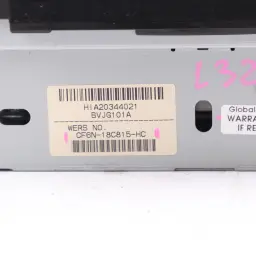 HIA20344021
BVJG101A
WERS NO.
CF6N-18C815-HC
L32
Global
WARRA
IF RE